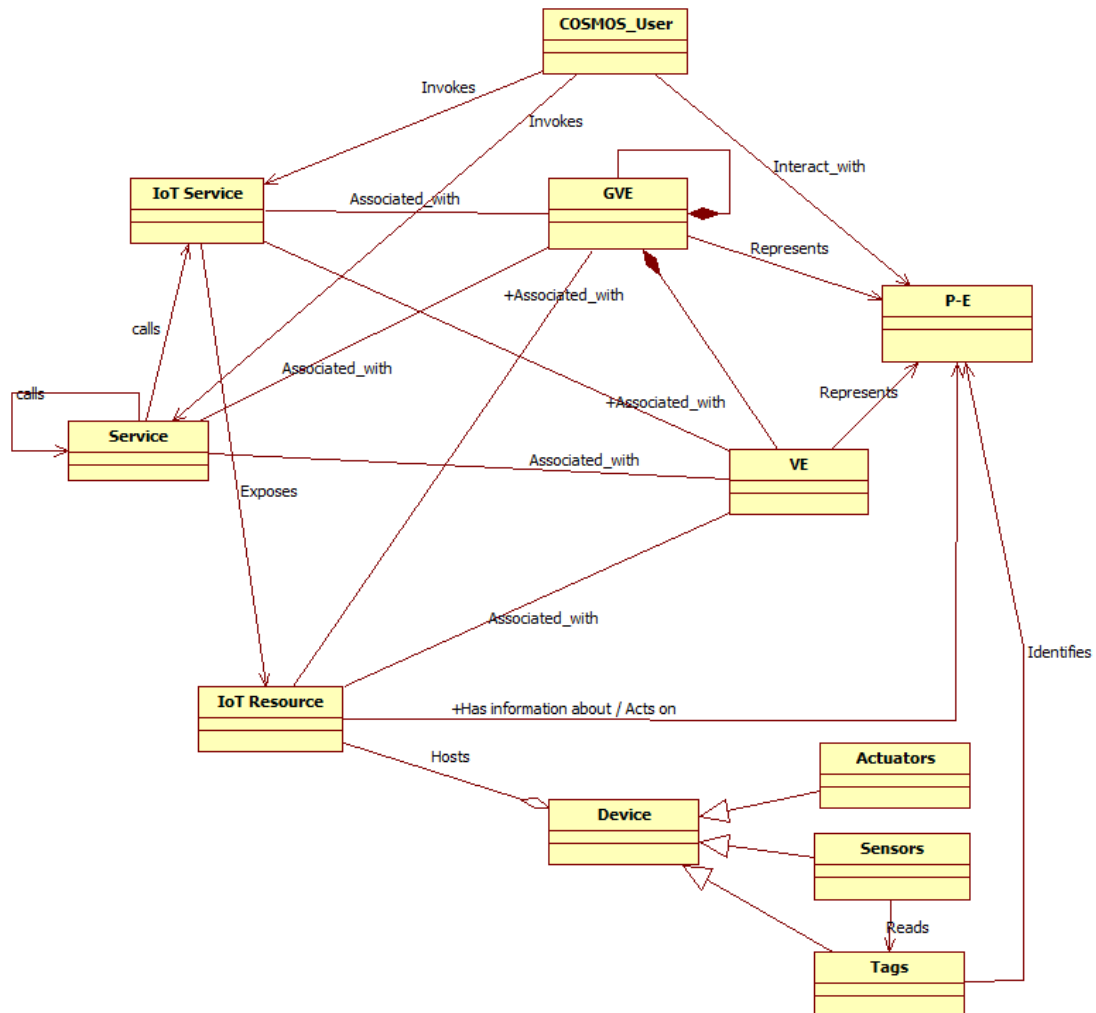 COSMOS_User
Invokes
Invokes
Interact_with
IoT Service
Associated_with
GVE
Represents
+Associated_with
P-E
calls
Associated_with
Represents
calls
+Associated_with
Service
Associated_with
VE
Exposes
Associated_with
Identifies
IoT Resource
+Has information about / Acts on
Hosts
Actuators
Device
Sensors
Reads
Tags